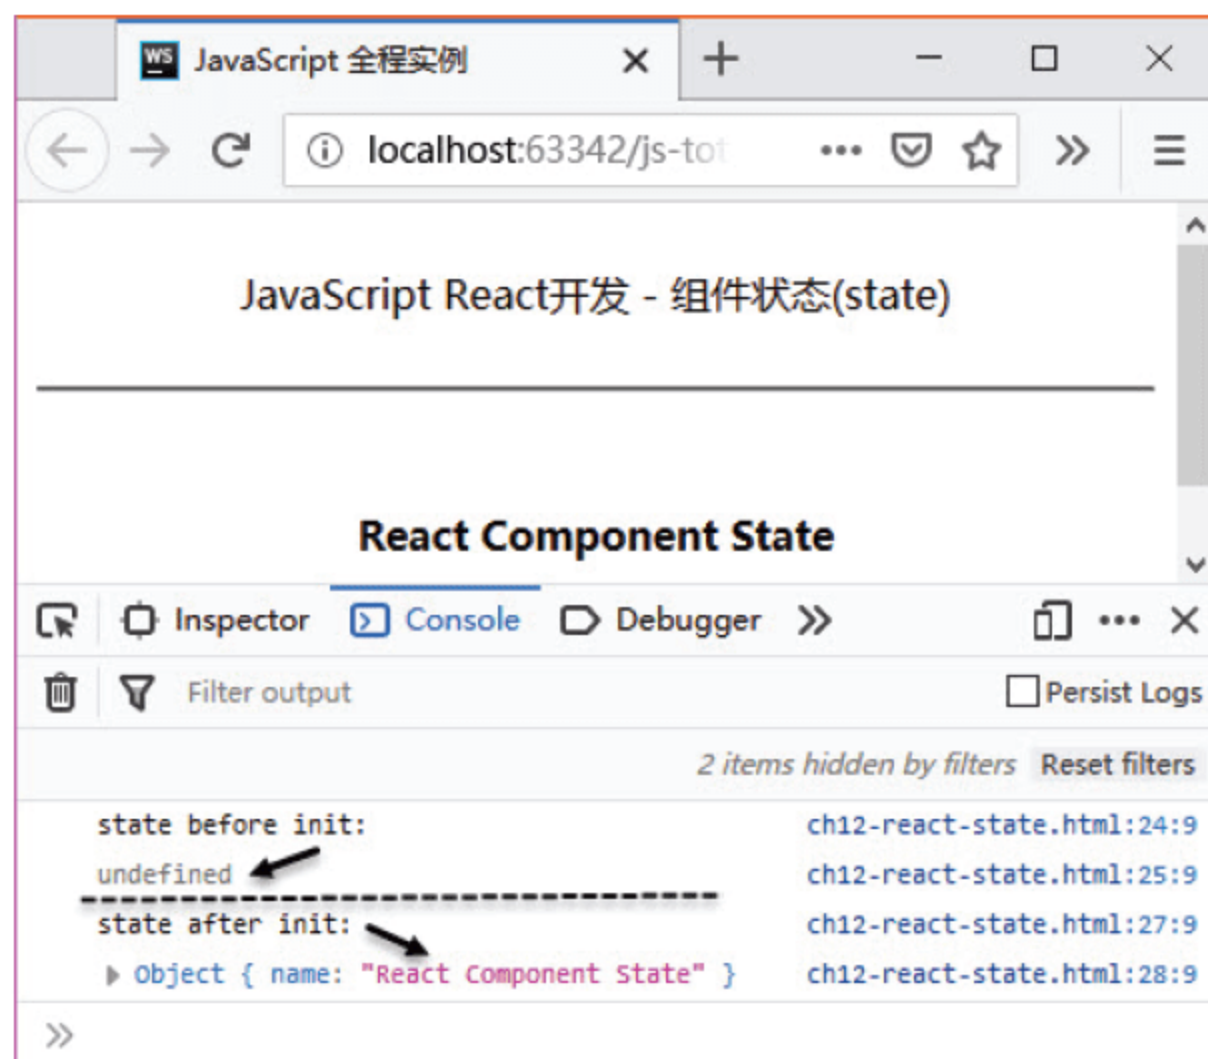 WS JavaScript 全程实例
localhost:63342/js-tot
JavaScript React开发 - 组件状态(state)
React Component State
Inspector Console Debugger
Filter output Persist Logs
2 items hidden by filters Reset filters
state before init: ch12-react-state.html:24:9
undefined ch12-react-state.html:25:9
state after init: ch12-react-state.html:27:9
Object { name: "React Component State" } ch12-react-state.html:28:9